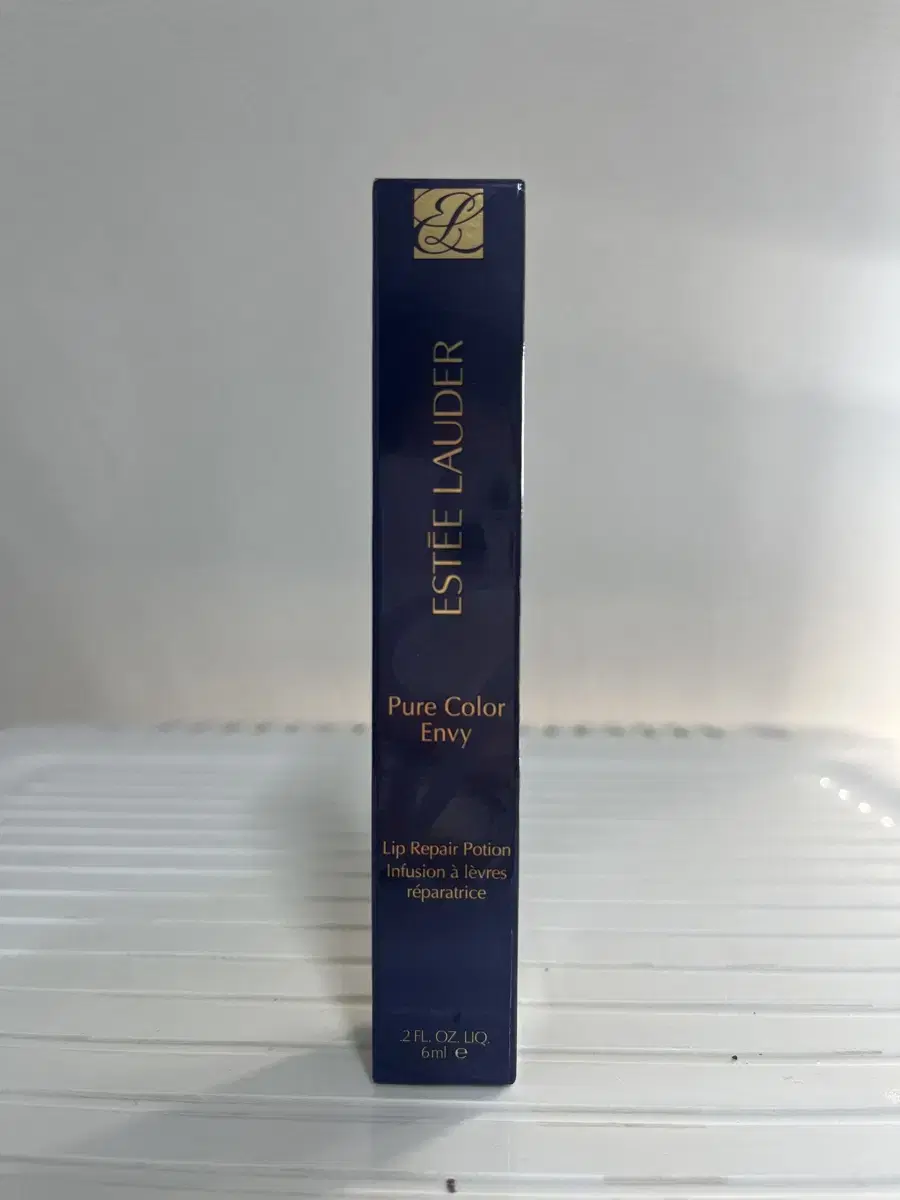 ESTĒE LAUDER
Pure Color
Envy
Lip Repair Potion
Infusion à lèvres
réparatrice
.2 FL. OZ. LIQ.
6ml ℮